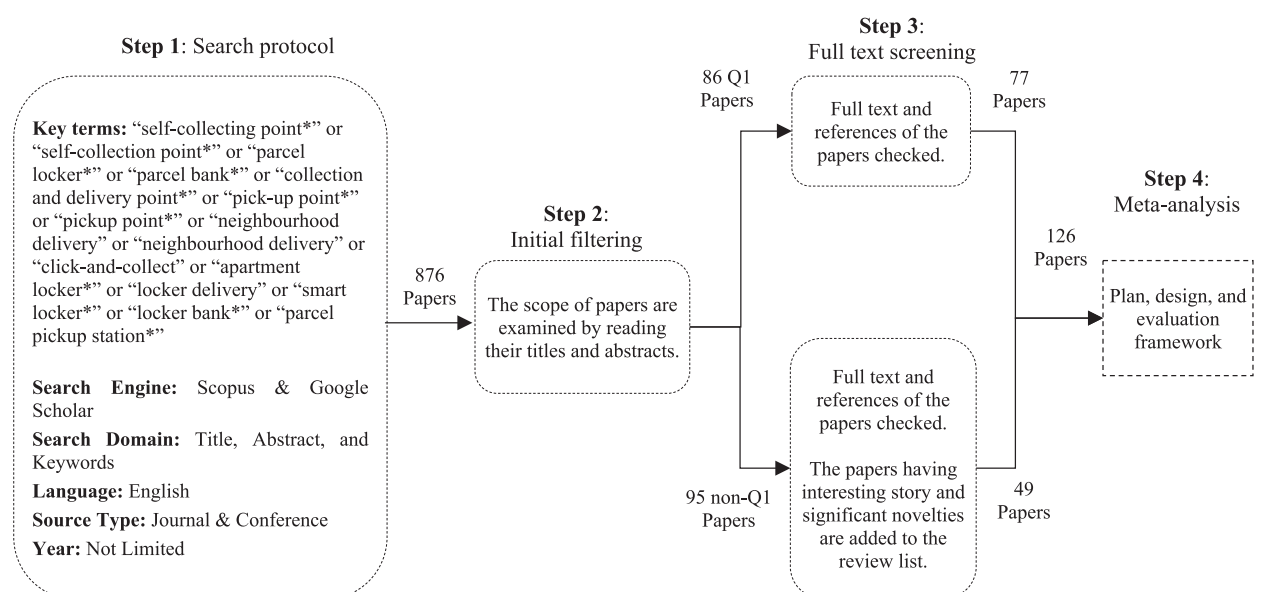 Step 1: Search protocol
Key terms: “self-collecting point*” or
“self-collection point*” or “parcel
locker*” or “parcel bank*” or “collection
and delivery point*” or “pick-up point*”
or “pickup point*” or “neighbourhood
delivery” or “neighbourhood delivery” or
“click-and-collect” or “apartment
locker*” or “locker delivery” or “smart
locker*” or “locker bank*” or “parcel
pickup station*”
Search Engine: Scopus & Google
Scholar
Search Domain: Title, Abstract, and
Keywords
Language: English
Source Type: Journal & Conference
Year: Not Limited
876
Papers
Step 2:
Initial filtering
The scope of papers are
examined by reading
their titles and abstracts.
86 Q1
Papers
95 non-Q1
Papers
Step 3:
Full text screening
Full text and
references of the
papers checked.
Full text and
references of the
papers checked.
The papers having
interesting story and
significant novelties
are added to the
review list.
77
Papers
49
Papers
126
Papers
Step 4:
Meta-analysis
Plan, design, and
evaluation
framework